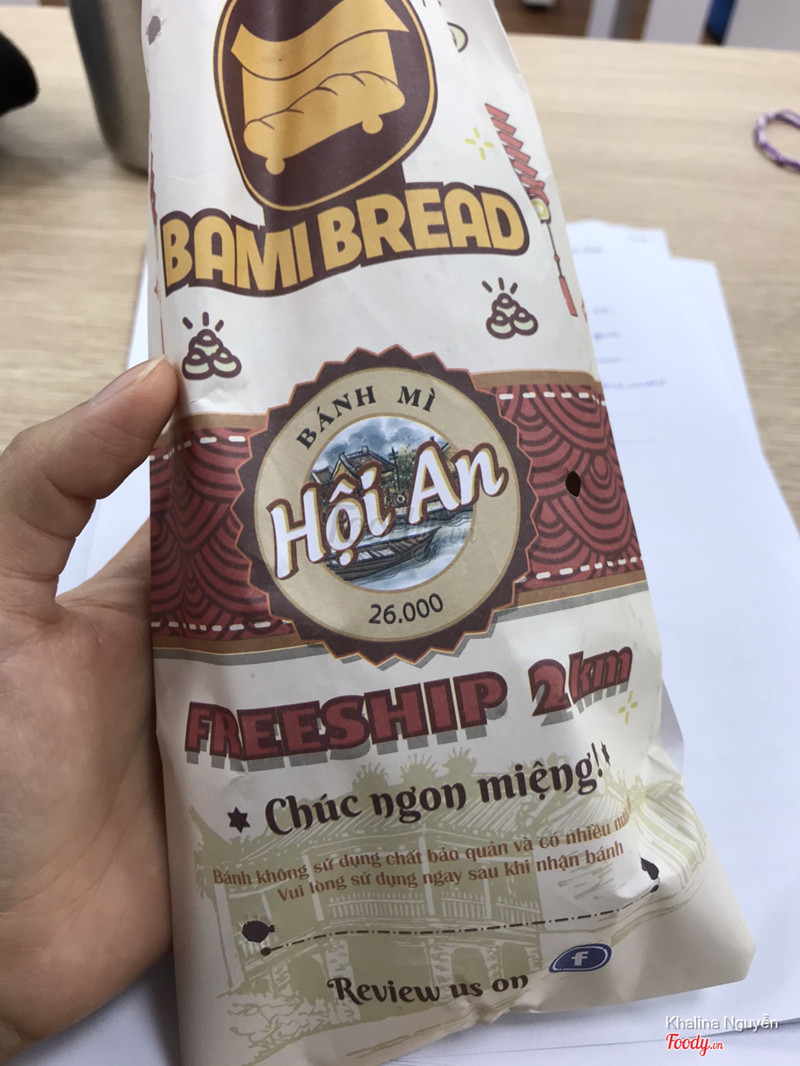 BAMI BREAD
BÁNH MÌ
Hội An
26.000
FREESHIP 2km
Chúc ngon miệng!
Bánh không sử dụng chất bảo quản và có nhiều
Vui lòng sử dụng ngay sau khi nhận bánh
Review us on f
Khalina Nguyễn
Foody.vn